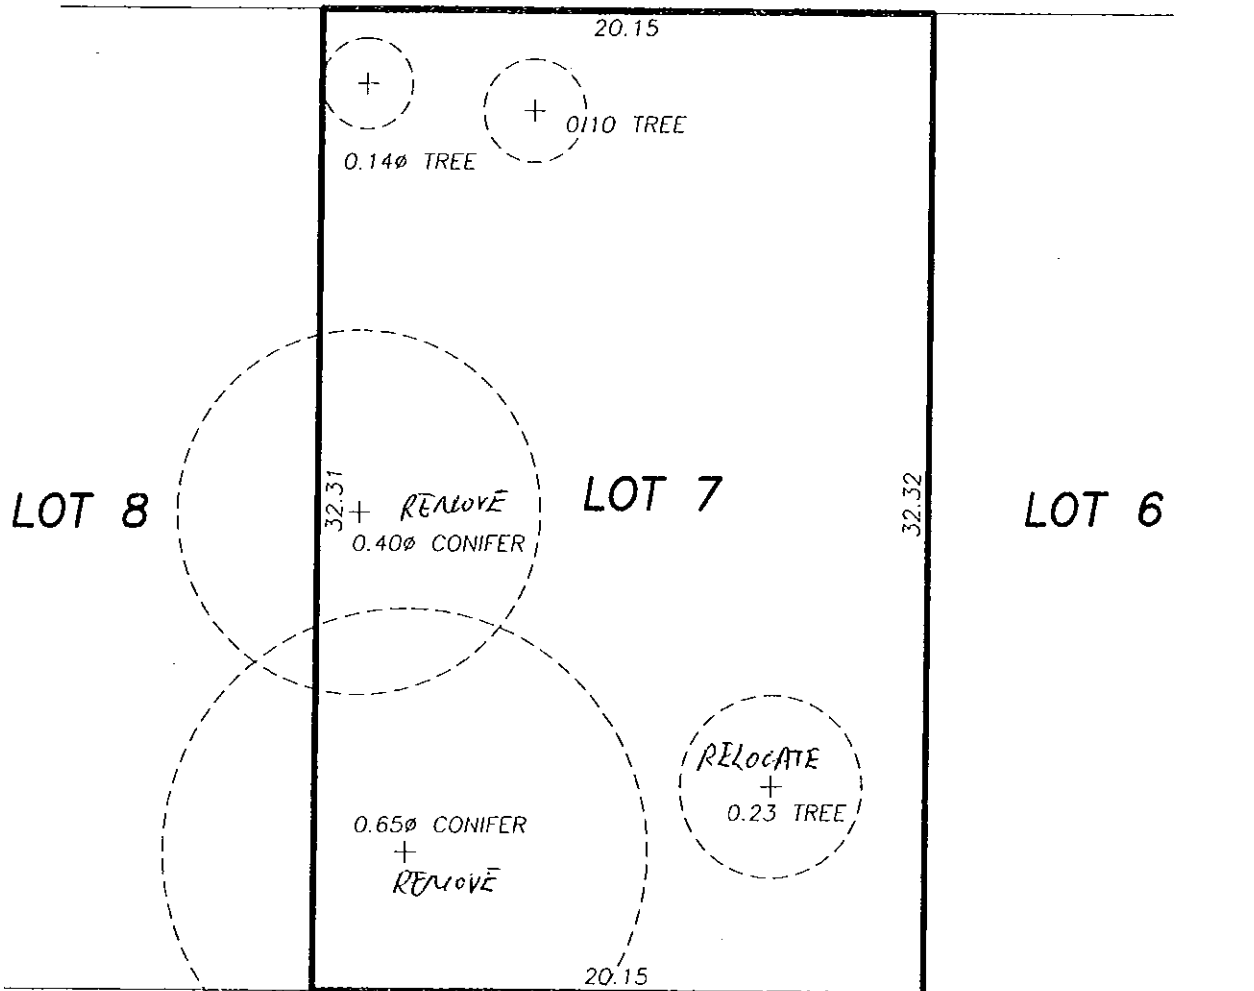 20.15
0/10 TREE
0.14ø TREE
LOT 8
32.31
REMOVE
0.40ø CONIFER
LOT 7
32.32
LOT 6
RELOCATE
0.23 TREE
0.65ø CONIFER
REMOVE
20.15